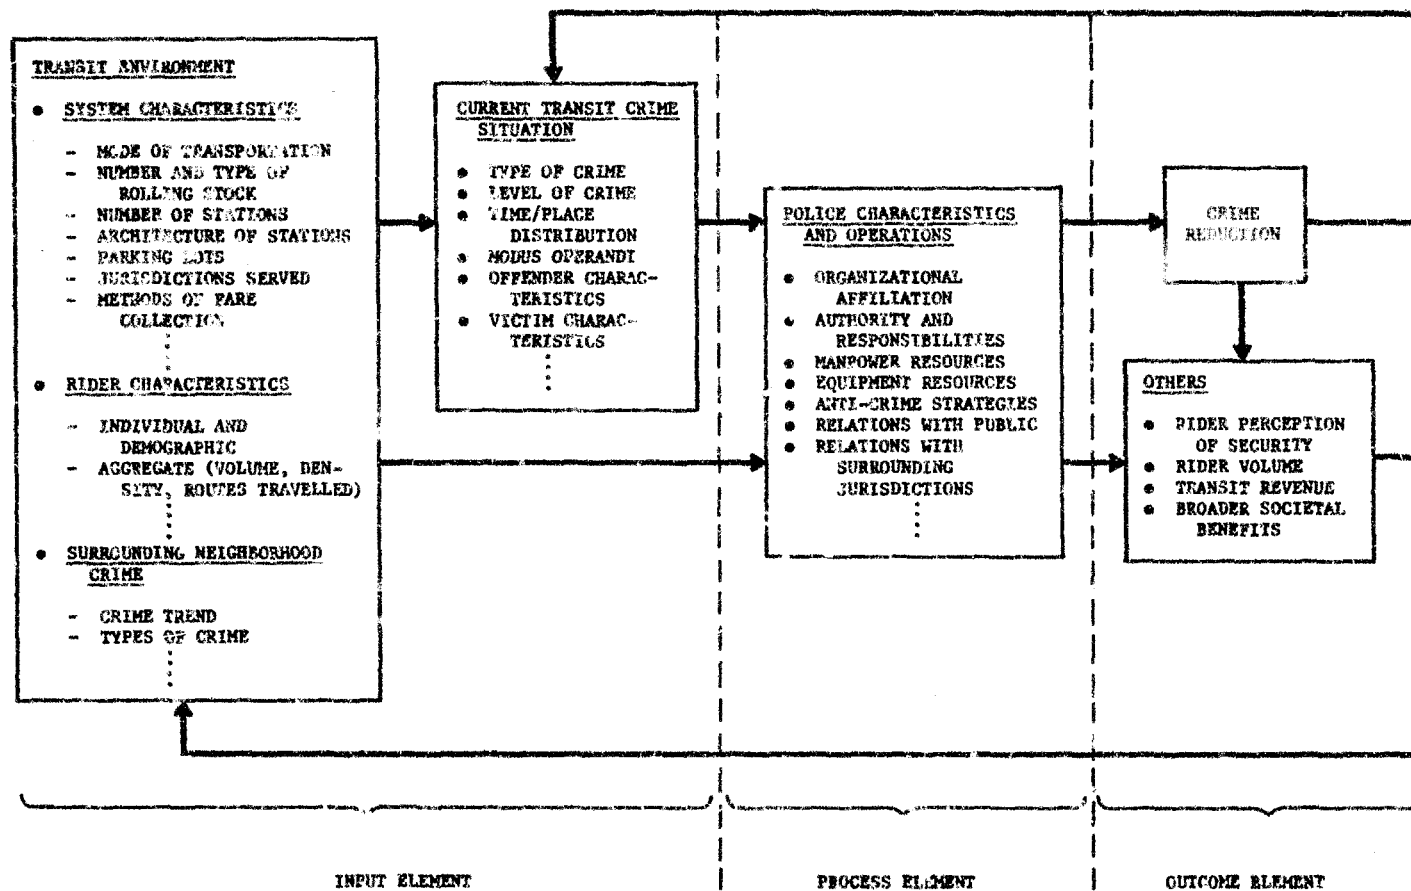 TRANSIT ENVIRONMENT
• SYSTEM CHARACTERISTICS
- MODE OF TRANSPORTATION
- NUMBER AND TYPE OF
ROLLING STOCK
- NUMBER OF STATIONS
- ARCHITECTURE OF STATIONS
- PARKING LOTS
- JURISDICTIONS SERVED
- METHODS OF FARE
COLLECTION
• RIDER CHARACTERISTICS
- INDIVIDUAL AND
DEMOGRAPHIC
- AGGREGATE (VOLUME, DEN-
SITY, ROUTES TRAVELLED)
• SURROUNDING NEIGHBORHOOD
CRIME
- CRIME TREND
- TYPES OF CRIME
CURRENT TRANSIT CRIME
SITUATION
• TYPE OF CRIME
• LEVEL OF CRIME
• TIME/PLACE
DISTRIBUTION
• MODUS OPERANDI
• OFFENDER CHARAC-
TERISTICS
• VICTIM CHARAC-
TERISTICS
POLICE CHARACTERISTICS
AND OPERATIONS
• ORGANIZATIONAL
AFFILIATION
• AUTHORITY AND
RESPONSIBILITIES
• MANPOWER RESOURCES
• EQUIPMENT RESOURCES
• ANTI-CRIME STRATEGIES
• RELATIONS WITH PUBLIC
• RELATIONS WITH
SURROUNDING
JURISDICTIONS
CRIME
REDUCTION
OTHERS
• RIDER PERCEPTION
OF SECURITY
• RIDER VOLUME
• TRANSIT REVENUE
• BROADER SOCIETAL
BENEFITS
INPUT ELEMENT
PROCESS ELEMENT
OUTCOME ELEMENT